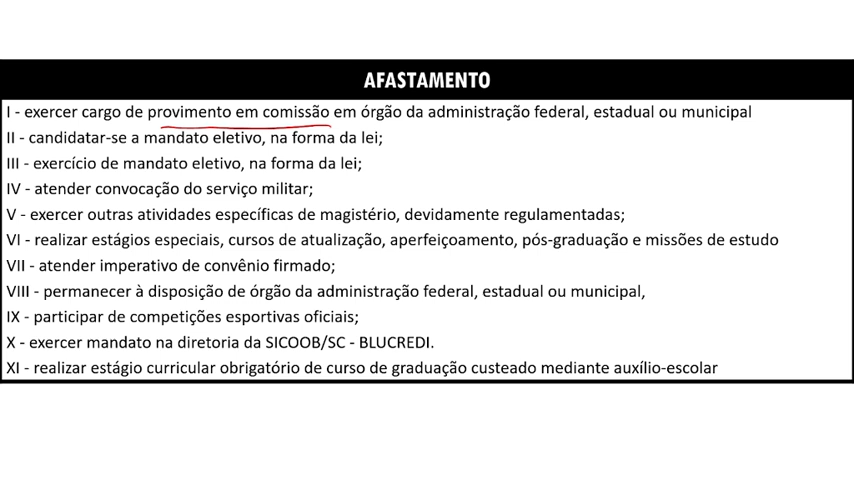 AFASTAMENTO
I - exercer cargo de provimento em comissão em órgão da administração federal, estadual ou municipal
II - candidatar-se a mandato eletivo, na forma da lei;
III - exercício de mandato eletivo, na forma da lei;
IV - atender convocação do serviço militar;
V - exercer outras atividades específicas de magistério, devidamente regulamentadas;
VI - realizar estágios especiais, cursos de atualização, aperfeiçoamento, pós-graduação e missões de estudo
VII - atender imperativo de convênio firmado;
VIII - permanecer à disposição de órgão da administração federal, estadual ou municipal,
IX - participar de competições esportivas oficiais;
X - exercer mandato na diretoria da SICOOB/SC - BLUCREDI.
XI - realizar estágio curricular obrigatório de curso de graduação custeado mediante auxílio-escolar